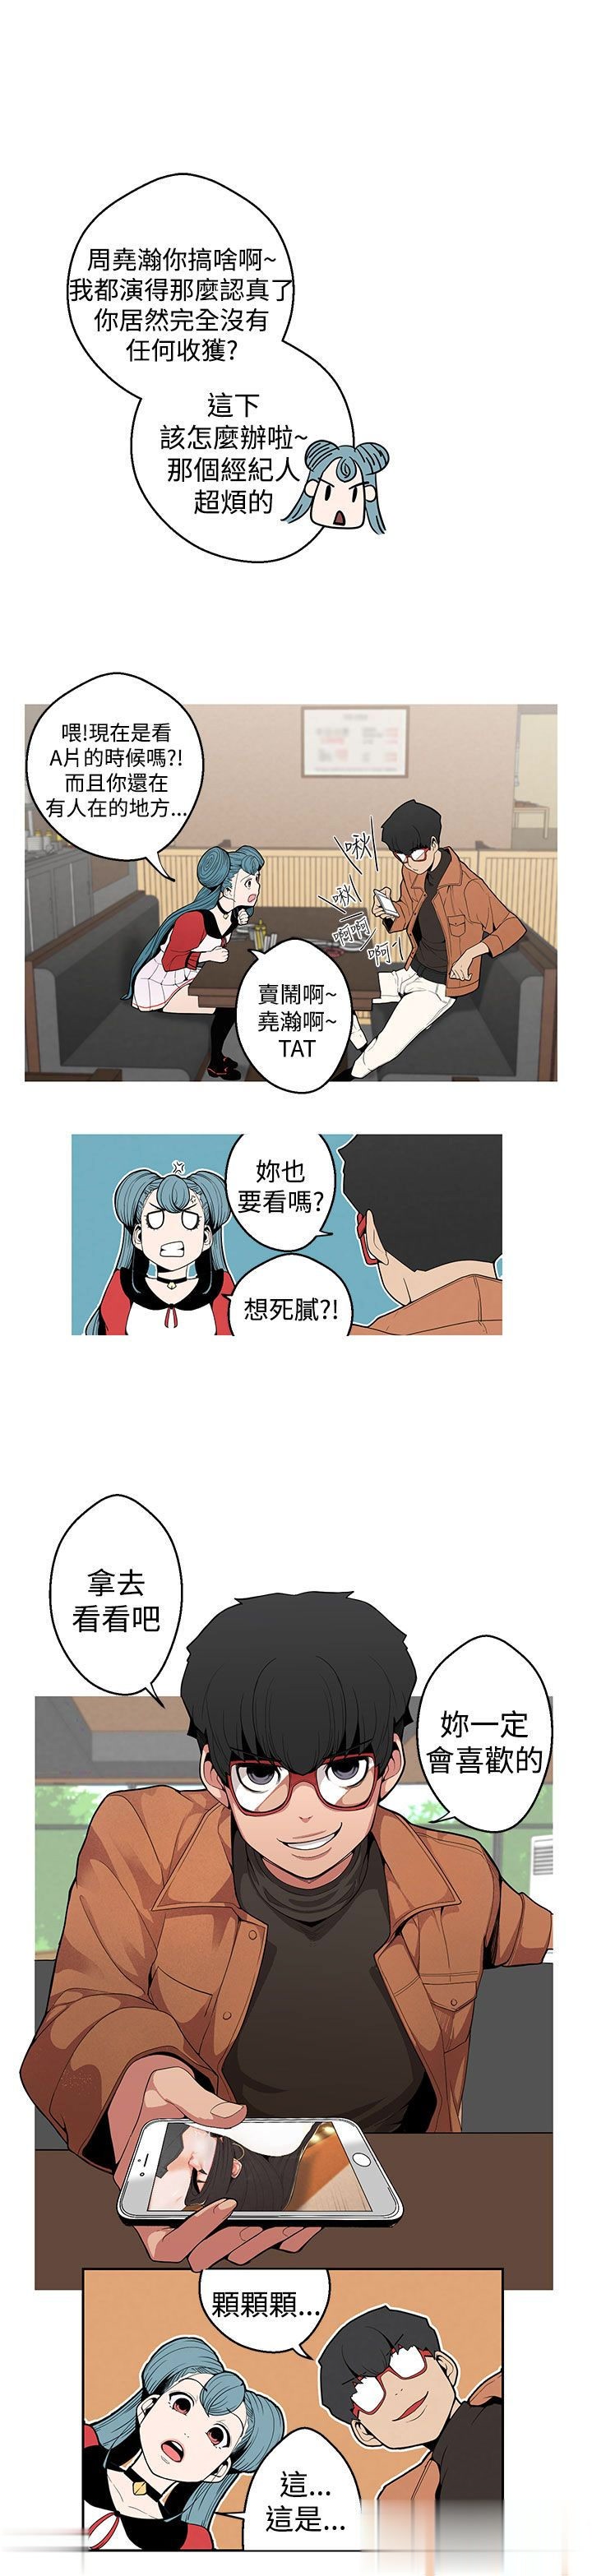 周堯瀚你搞啥啊~
我都演得那麼認真了
你居然完全沒有
任何收獲?
這下
該怎麼辦啦~
那個經紀人
超煩的
喂!現在是看
A片的時候嗎?!
而且你還在
有人在的地方...
啾
啾
啊啊
啊
賣鬧啊~
堯瀚啊~
TAT
妳也
要看嗎?
想死膩?!
拿去
看看吧
妳一定
會喜歡的
顆顆顆...
這...
這是...